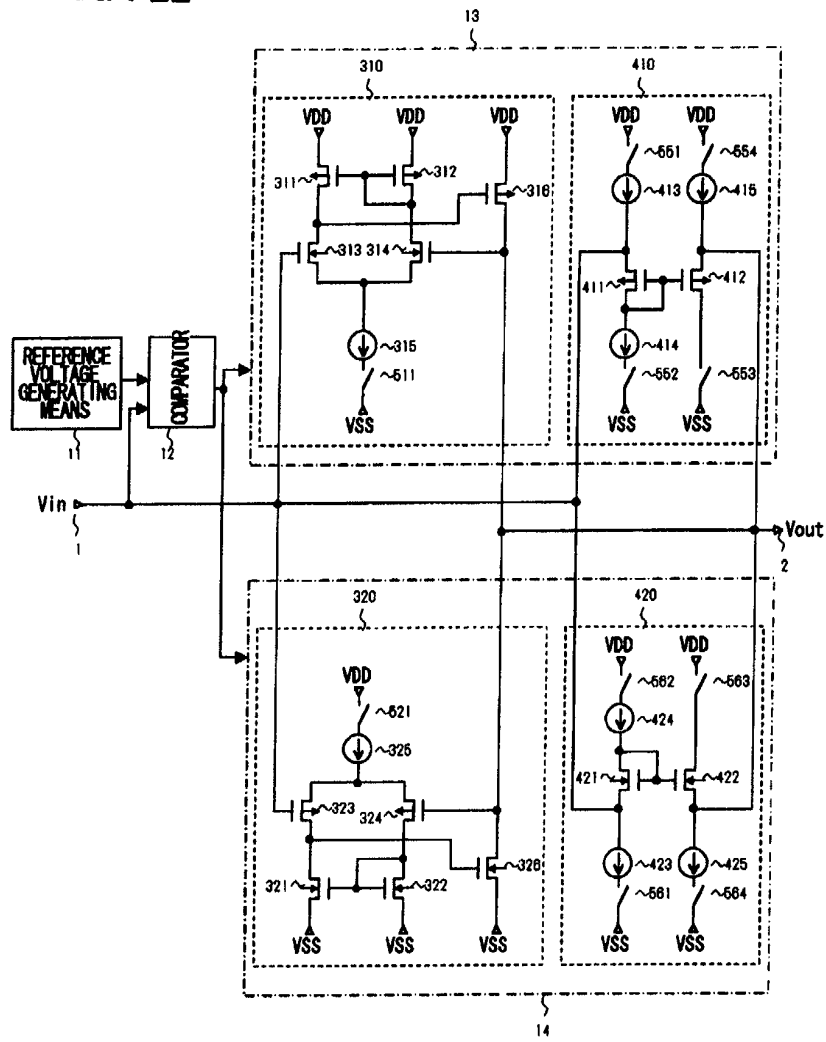 13
310
410
VDD
VDD
VDD
VDD
VDD
551
554
311
312
316
413
415
313
314
411
412
315
414
511
552
553
VSS
VSS
VSS
REFERENCE
VOLTAGE
GENERATING
MEANS
COMPARATOR
11
12
Vin
1
Vout
2
320
420
VDD
VDD
VDD
521
562
563
325
424
323
324
421
422
321
322
326
423
425
561
564
VSS
VSS
VSS
VSS
VSS
14